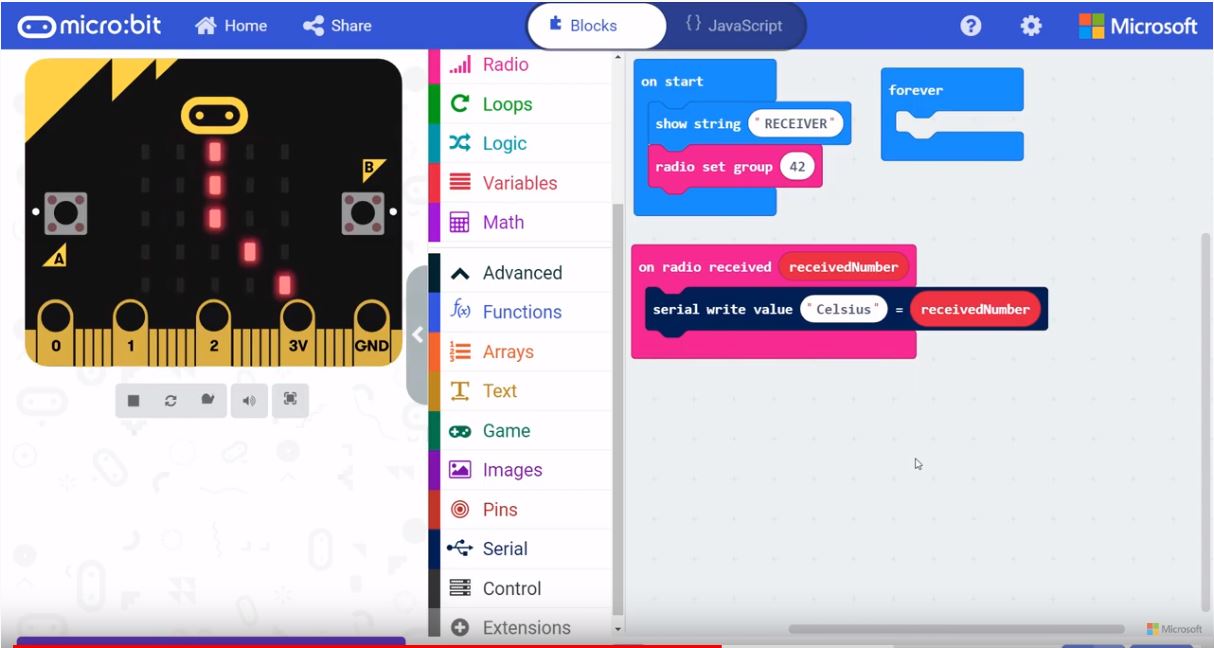 micro:bit Home Share Blocks {} JavaScript ? Microsoft
A
B
0 1 2 3V GND
Radio
Loops
Logic
Variables
Math
Advanced
f(x) Functions
Arrays
Text
Game
Images
Pins
Serial
Control
Extensions
on start
show string "RECEIVER"
radio set group 42
forever
on radio received receivedNumber
serial write value "Celsius" = receivedNumber
Microsoft